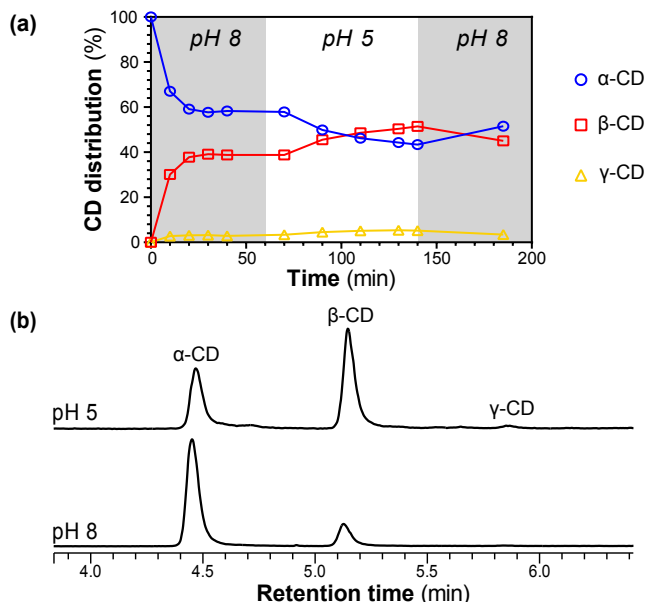 (a)
pH 8 pH 5 pH 8
CD distribution (%)
100
80
60
40
20
0
0 50 100 150 200
Time (min)
α-CD
β-CD
γ-CD
(b)
β-CD
α-CD
γ-CD
pH 5
pH 8
4.0 4.5 5.0 5.5 6.0
Retention time (min)